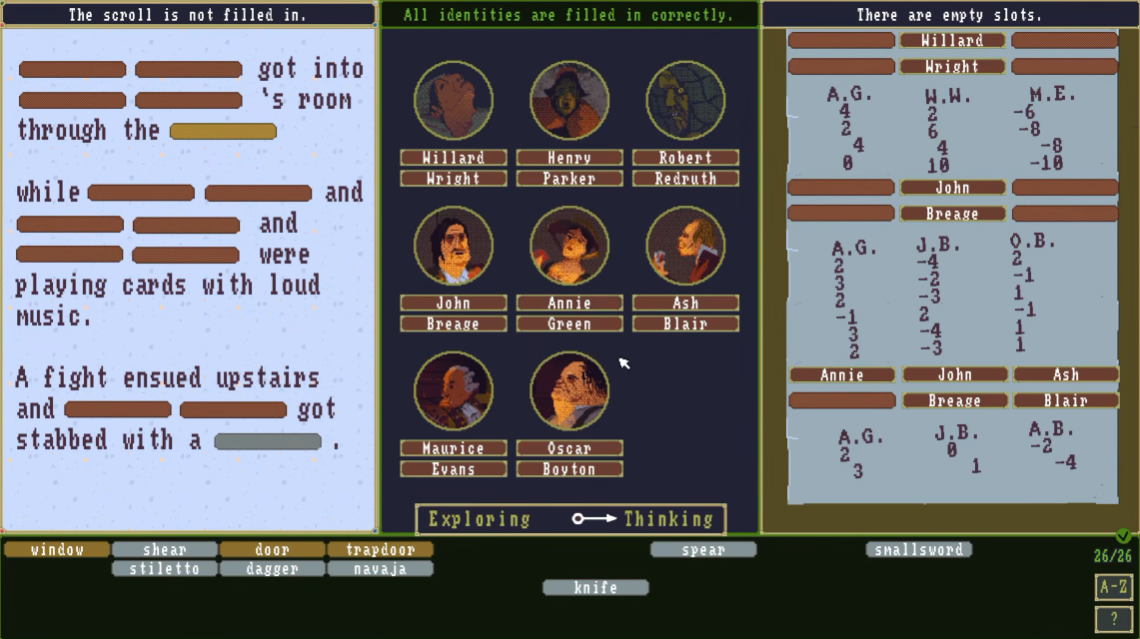 The scroll is not filled in.
got into
's room
through the
while and
and
were
playing cards with loud
music.
A fight ensued upstairs
and got
stabbed with a .
All identities are filled in correctly.
Willard Henry Robert
Wright Parker Redruth
John Annie Ash
Breage Green Blair
Maurice Oscar
Evans Boyton
Exploring Thinking
There are empty slots.
Willard
Wright
A.G. W.W. M.E.
4 2 -6
2 6 -8
4 4 -8
0 10 -10
John
Breage
A.G. J.B. O.B.
2 -4 2
3 -2 -1
2 -3 1
-1 2 -1
3 -4 1
2 -3 1
Annie John Ash
Breage Blair
A.G. J.B. A.B.
2 0 -2
3 1 -4
window shear door trapdoor spear smallsword
stiletto dagger navaja
knife
26/26
A-Z
?